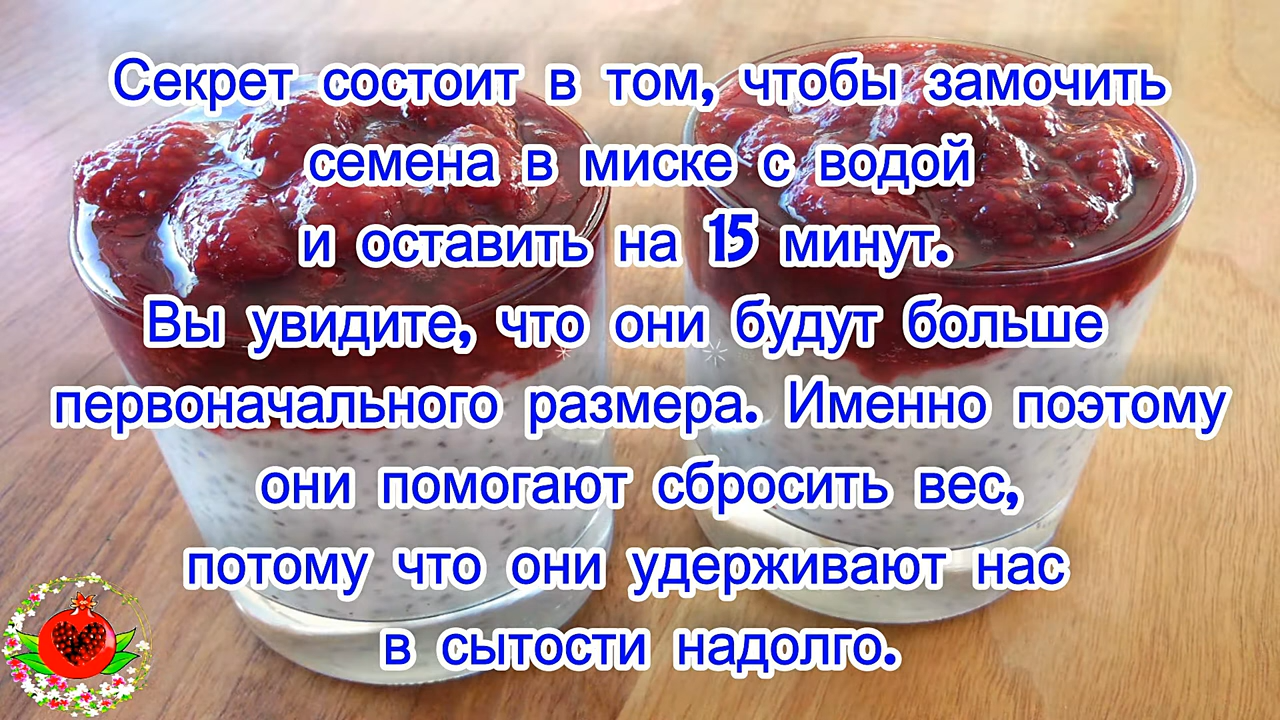 Секрет состоит в том, чтобы замочить
семена в миске с водой
и оставить на 15 минут.
Вы увидите, что они будут больше
первоначального размера. Именно поэтому
они помогают сбросить вес,
потому что они удерживают нас
в сытости надолго.